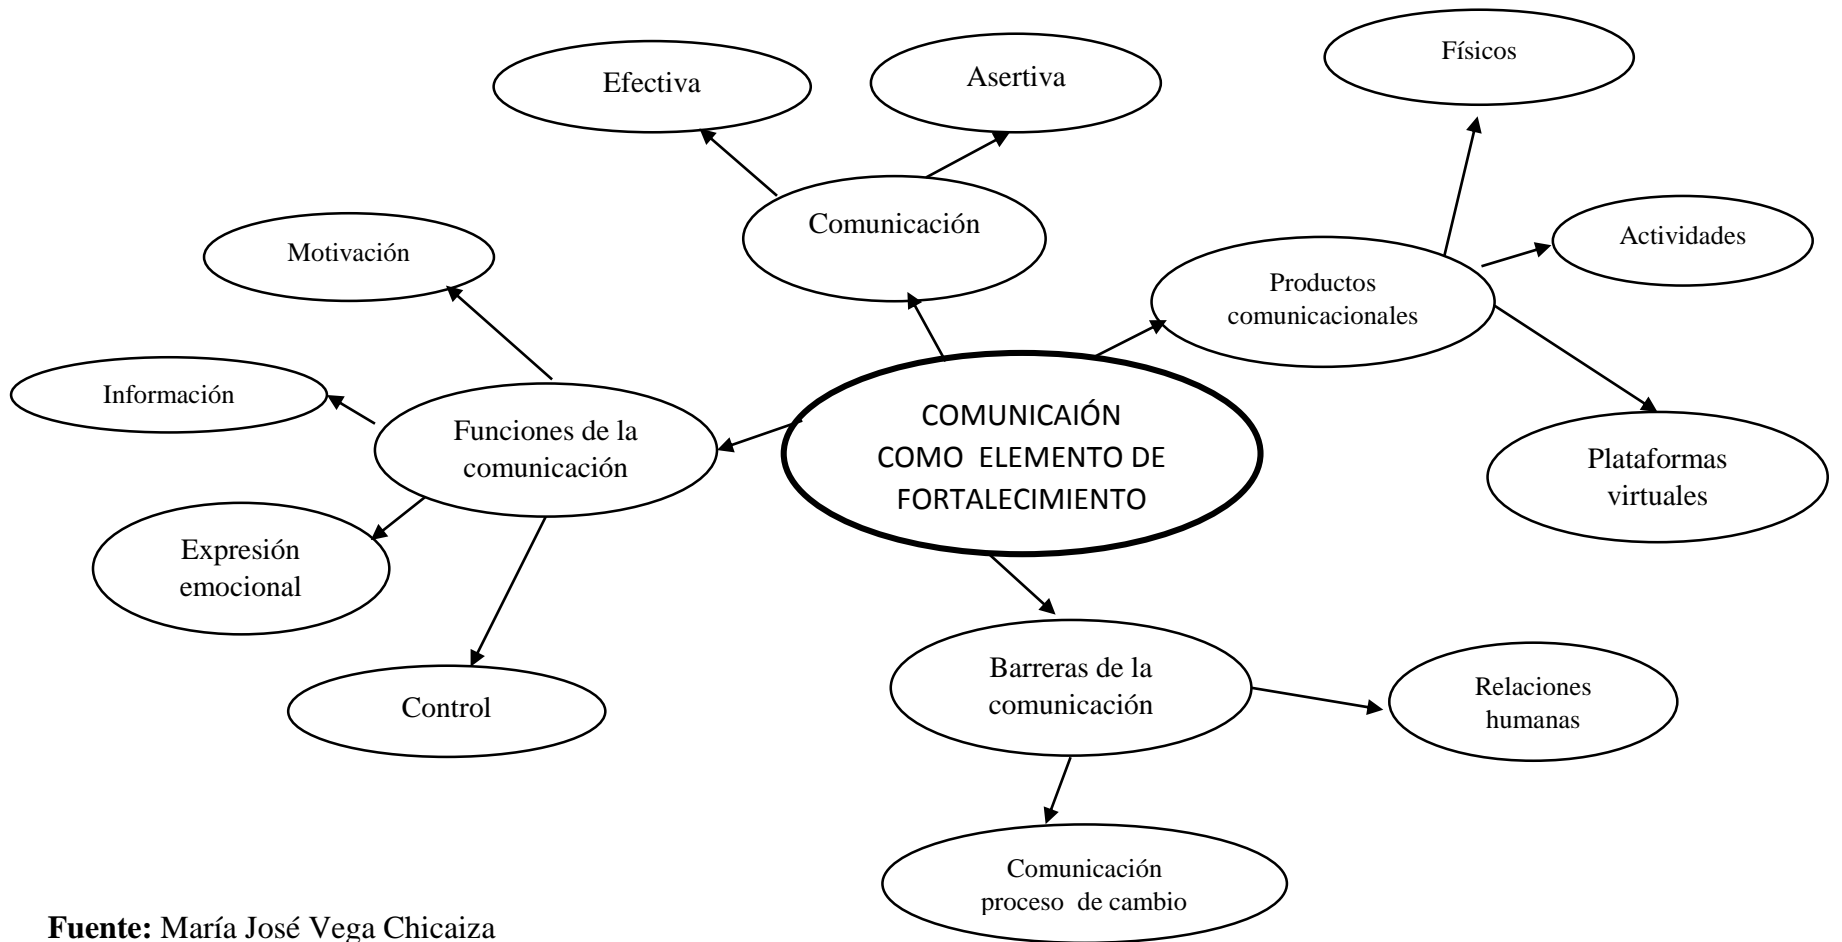 Efectiva
Asertiva
Físicos
Comunicación
Motivación
Actividades
Productos
comunicacionales
Información
Funciones de la
comunicación
COMUNICAIÓN
COMO ELEMENTO DE
FORTALECIMIENTO
Plataformas
virtuales
Expresión
emocional
Control
Barreras de la
comunicación
Relaciones
humanas
Comunicación
proceso de cambio
Fuente: María José Vega Chicaiza